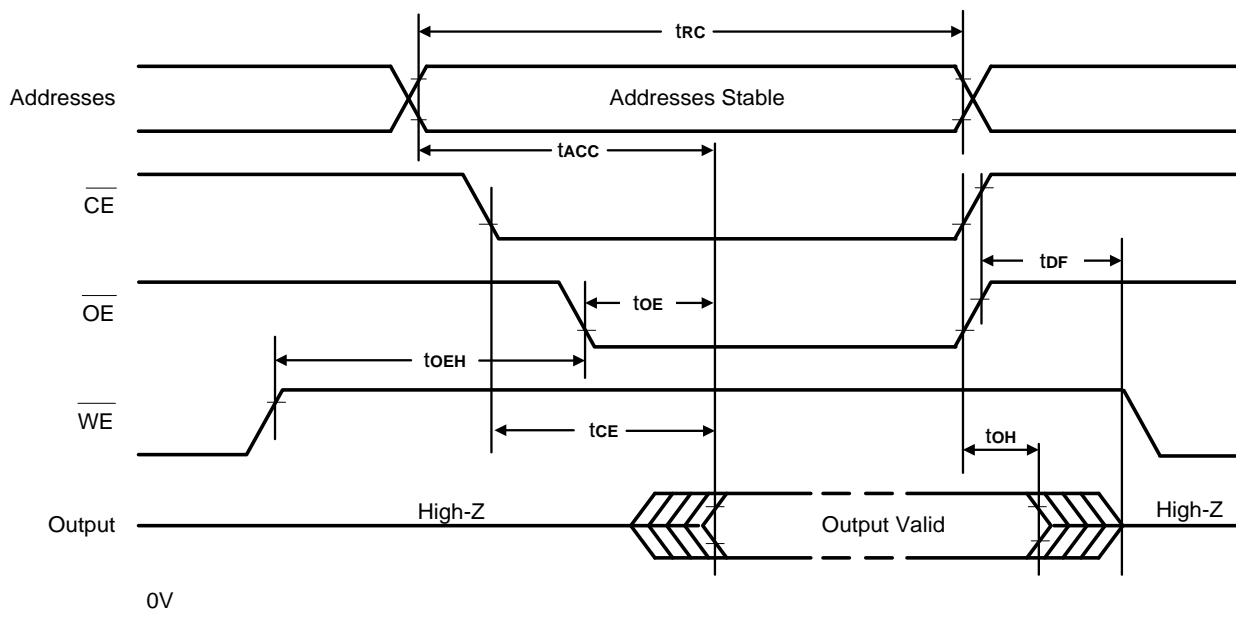 tRC
Addresses
Addresses Stable
tACC
CE
tDF
OE
tOE
tOEH
WE
tCE
tOH
Output
High-Z
Output Valid
High-Z
0V